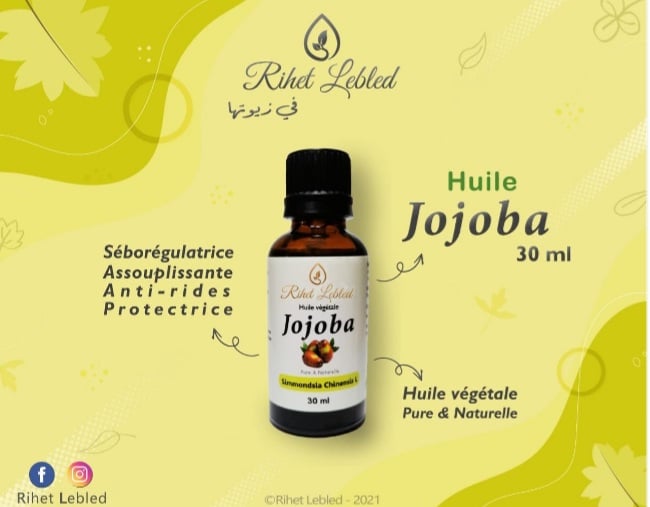 Rihet Lebled
في زيوتها
Huile
Jojoba
30 ml
Séborégulatrice
Assouplissante
Anti-rides
Protectrice
Rihet Lebled
Huile végétale
Jojoba
Pure & Naturelle
Simmondsia Chinensis L
30 ml
Huile végétale
Pure & Naturelle
Rihet Lebled
©Rihet Lebled - 2021